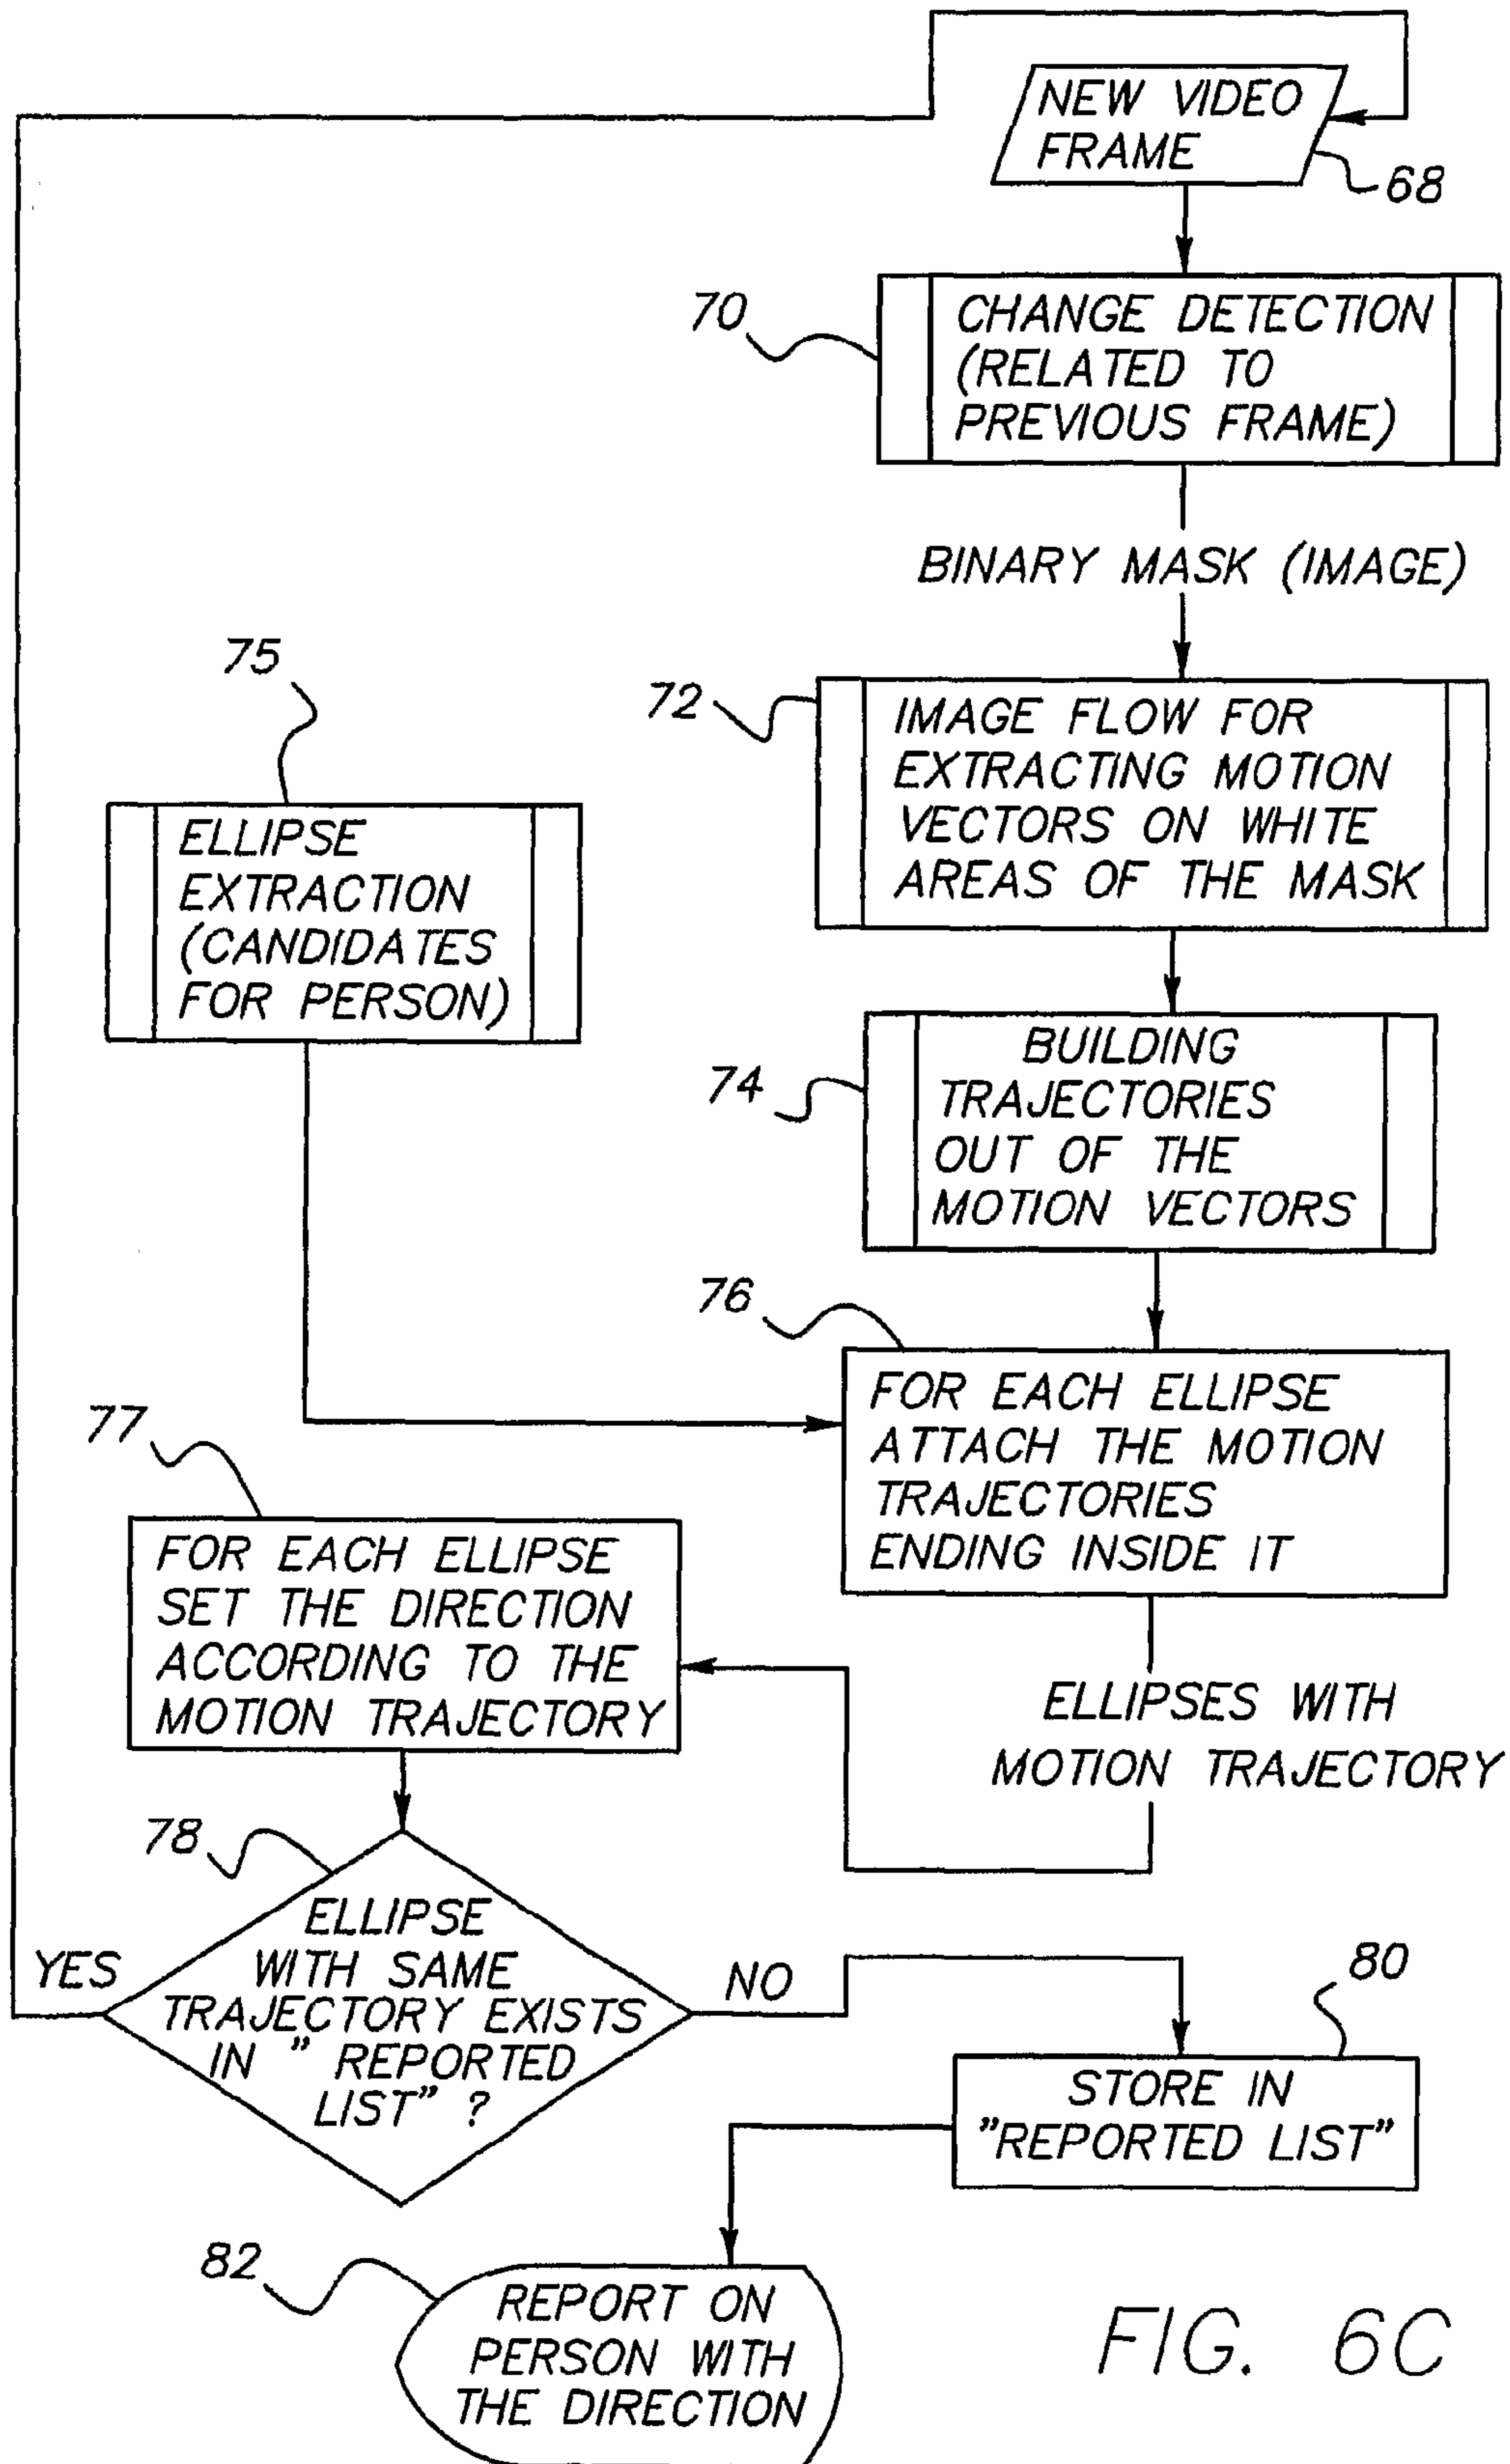 NEW VIDEO
FRAME
68
70
CHANGE DETECTION
(RELATED TO
PREVIOUS FRAME)
BINARY MASK (IMAGE)
75
72
IMAGE FLOW FOR
EXTRACTING MOTION
VECTORS ON WHITE
AREAS OF THE MASK
ELLIPSE
EXTRACTION
(CANDIDATES
FOR PERSON)
74
BUILDING
TRAJECTORIES
OUT OF THE
MOTION VECTORS
76
FOR EACH ELLIPSE
ATTACH THE MOTION
TRAJECTORIES
ENDING INSIDE IT
77
FOR EACH ELLIPSE
SET THE DIRECTION
ACCORDING TO THE
MOTION TRAJECTORY
ELLIPSES WITH
MOTION TRAJECTORY
78
ELLIPSE
WITH SAME
TRAJECTORY EXISTS
IN " REPORTED
LIST" ?
YES
NO
80
STORE IN
"REPORTED LIST"
82
REPORT ON
PERSON WITH
THE DIRECTION
FIG. 6C